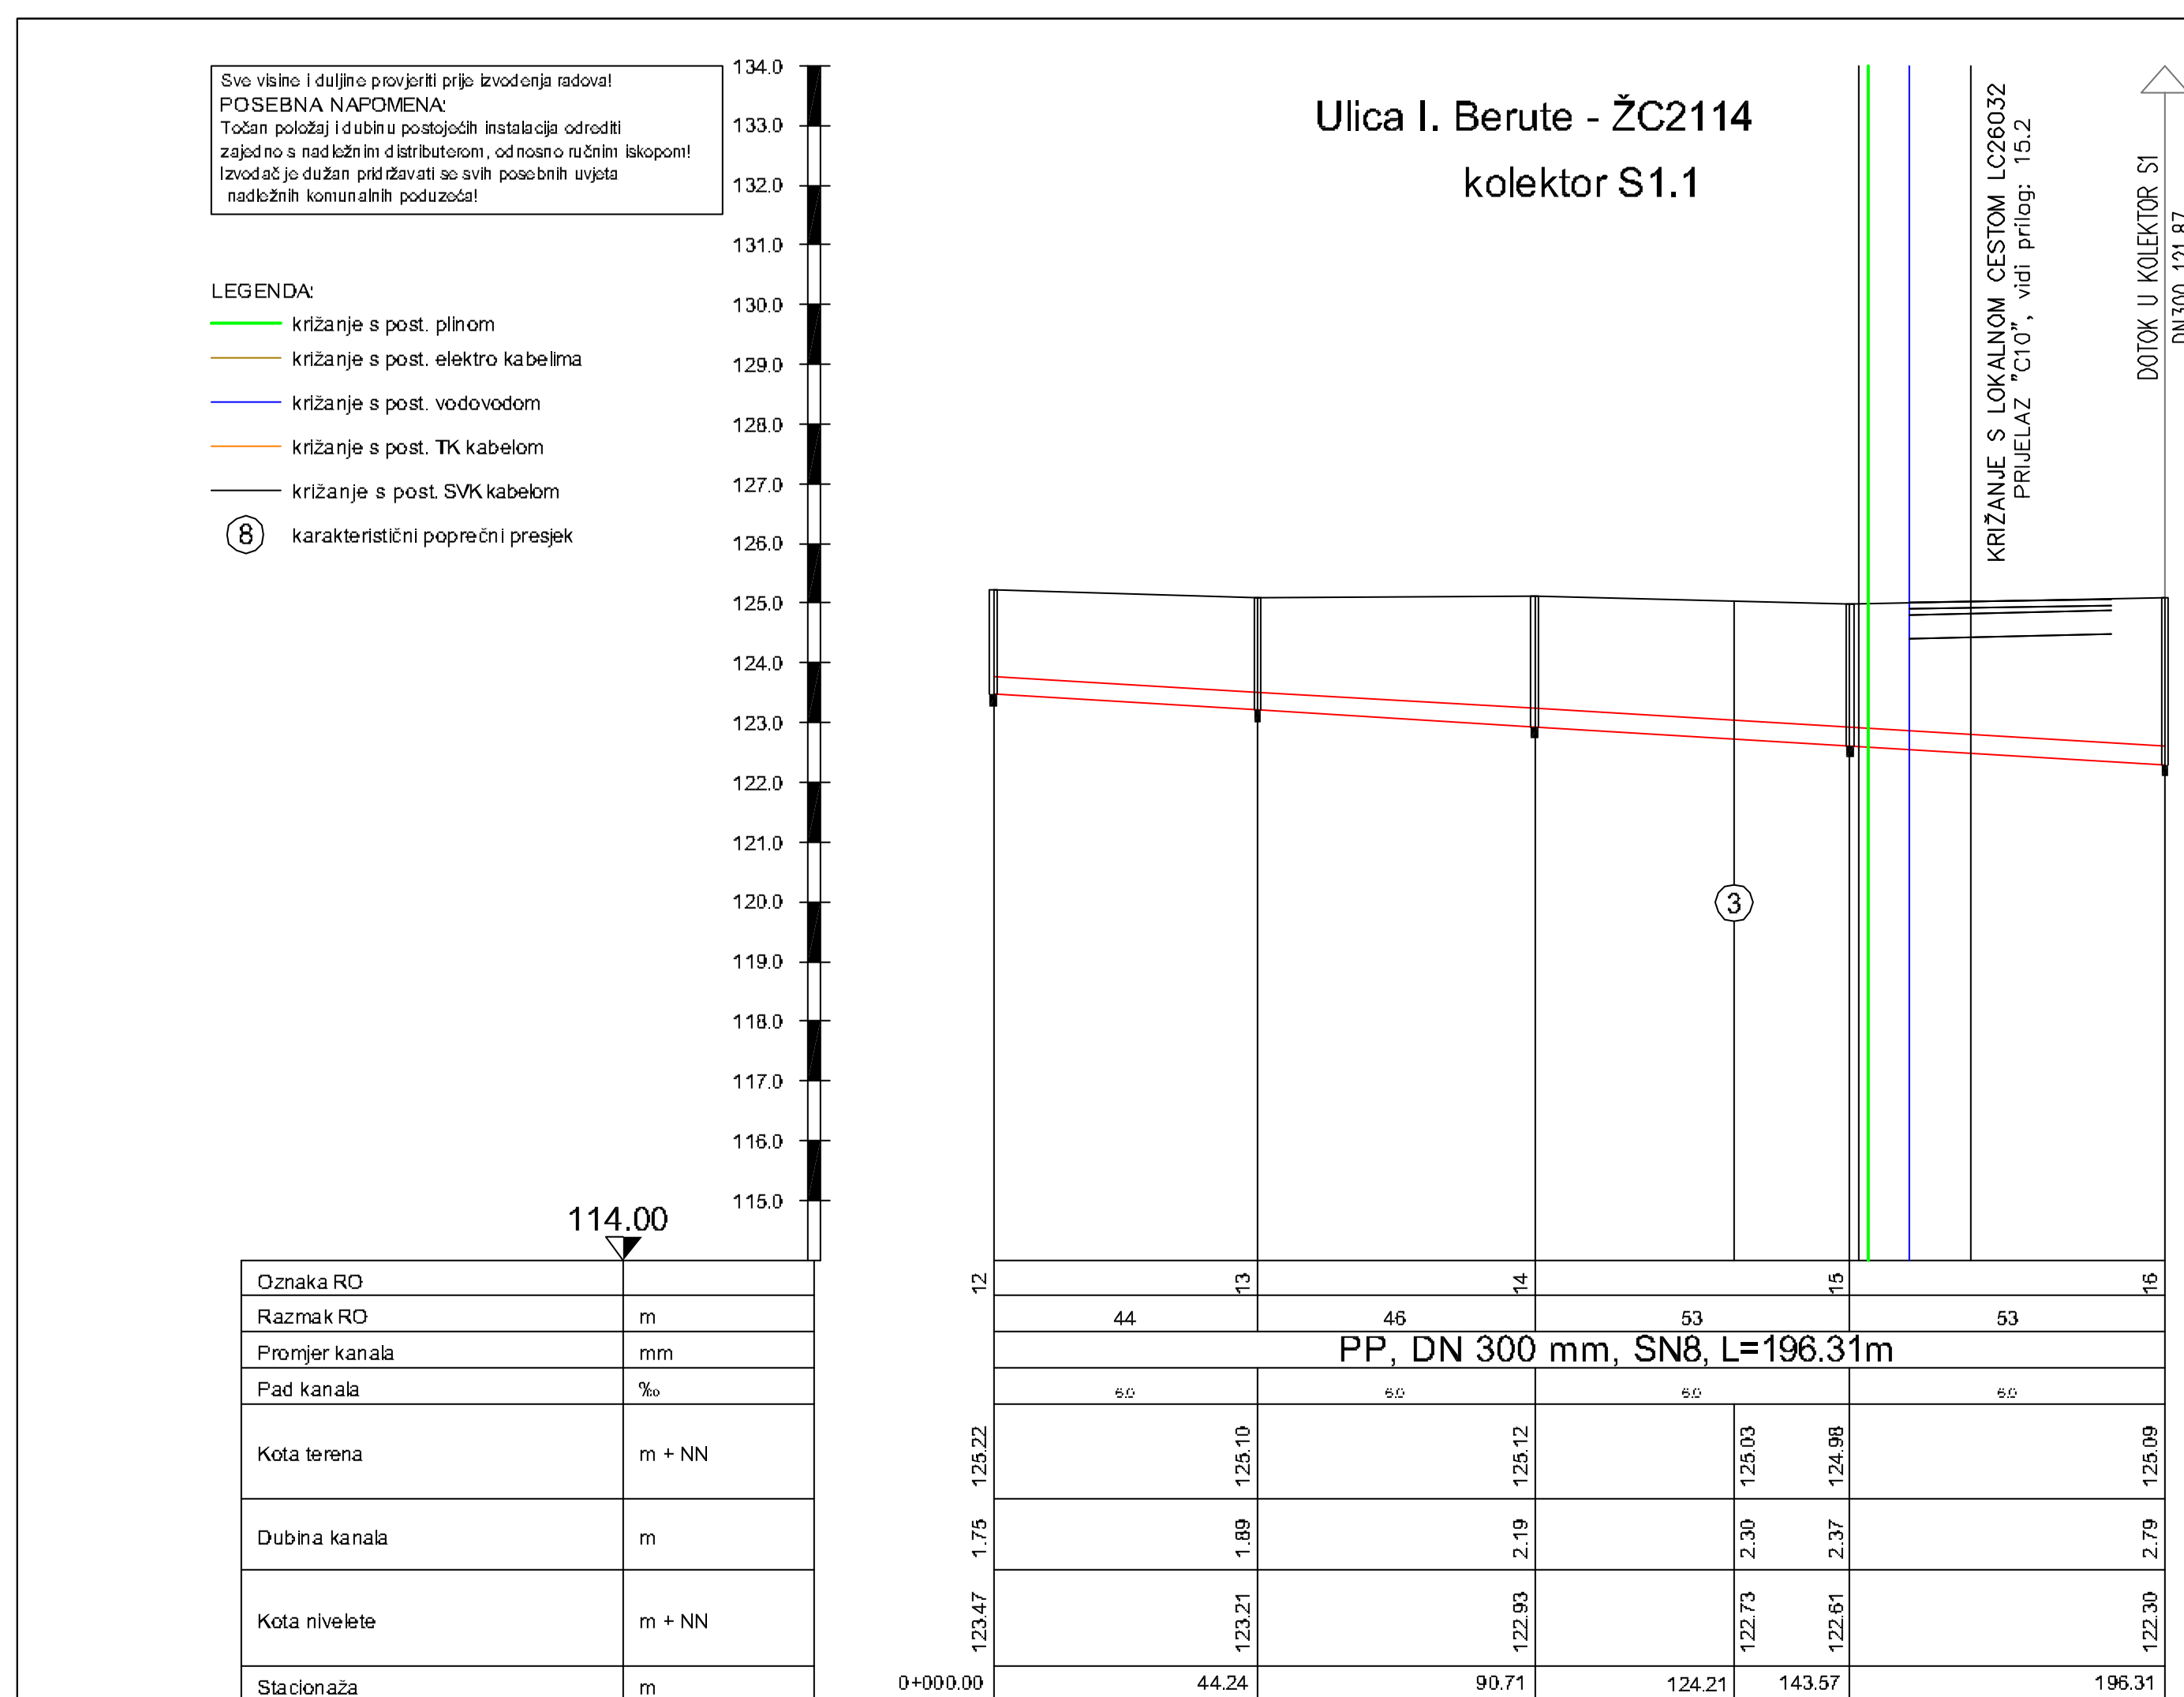 Sve visine i duljine provjeriti prije izvođenja radova!
POSEBNA NAPOMENA:
Točan položaj i dubinu postojećih instalacija odrediti
zajedno s nadležnim distributerom, odnosno ručnim iskopom!
Izvođač je dužan pridržavati se svih posebnih uvjeta
nadležnih komunalnih poduzeća!
LEGENDA:
križanje s post. plinom
križanje s post. elektro kabelima
križanje s post. vodovodom
križanje s post. TK kabelom
križanje s post. SVK kabelom
8 karakteristični poprečni presjek
134.0
133.0
132.0
131.0
130.0
129.0
128.0
127.0
126.0
125.0
124.0
123.0
122.0
121.0
120.0
119.0
118.0
117.0
116.0
115.0
114.00
Ulica I. Berute - ŽC2114
kolektor S1.1
KRIŽANJE S LOKALNOM CESTOM LC26032
PRIJELAZ "C10", vidi prilog: 15.2
DOTOK U KOLEKTOR S1
DN300 121.87
3
Oznaka RO 12 13 14 15 16
Razmak RO m 44 46 53 53
Promjer kanala mm PP, DN 300 mm, SN8, L=196.31m
Pad kanala ‰ 6.0 6.0 6.0 6.0
Kota terena m + NN 125.22 125.10 125.12 125.03 124.98 125.09
Dubina kanala m 1.75 1.89 2.19 2.30 2.37 2.79
Kota nivelete m + NN 123.47 123.21 122.93 122.73 122.61 122.30
Stacionaža m 0+000.00 44.24 90.71 124.21 143.57 196.31